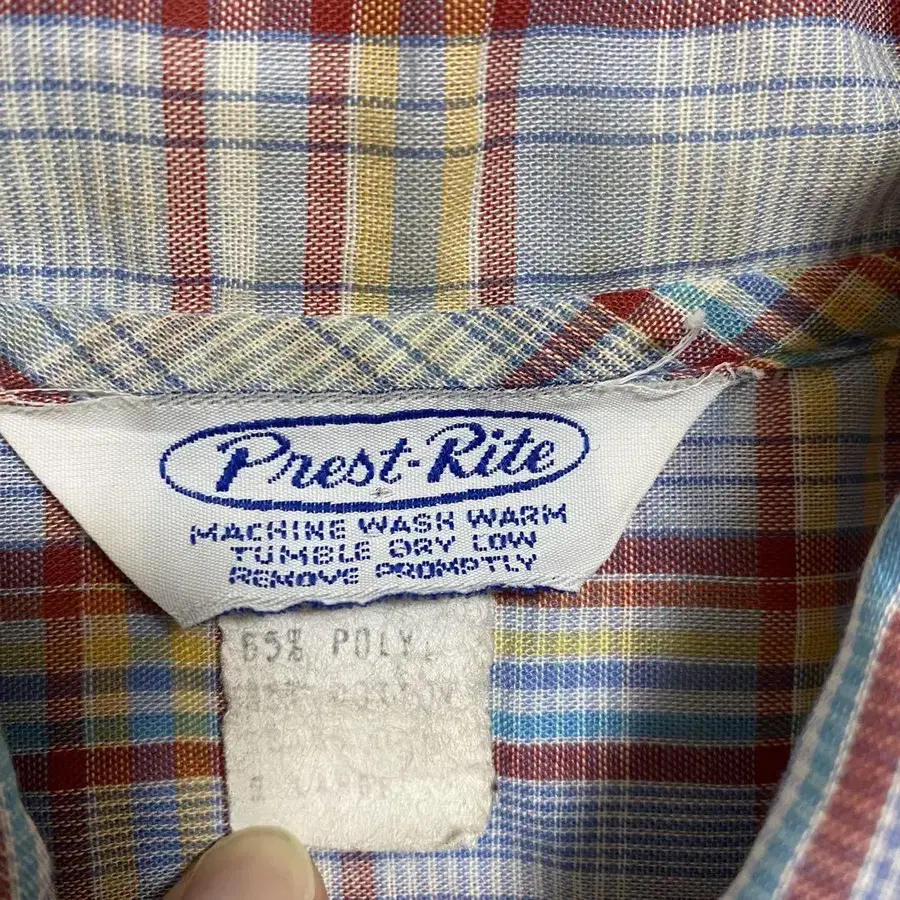 Prest-Rite
MACHINE WASH WARM
TUMBLE DRY LOW
REMOVE PROMPTLY
65% POLY